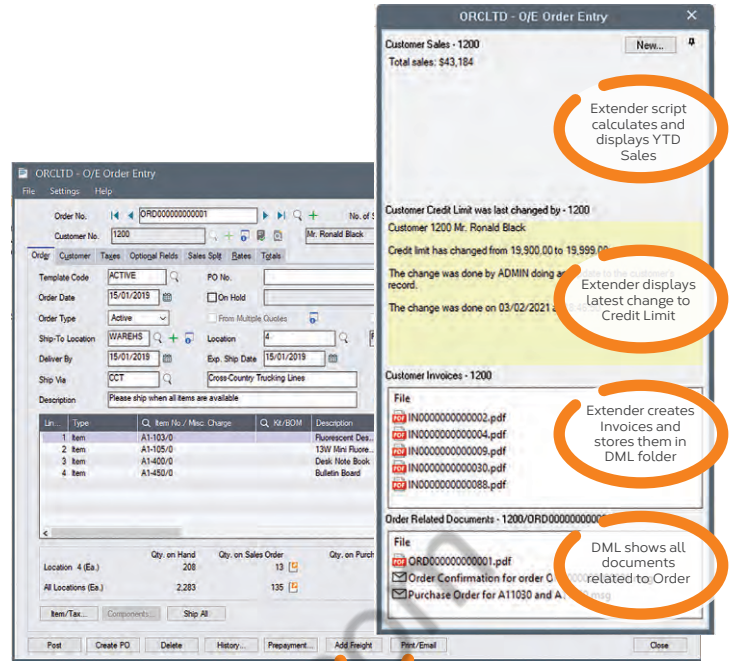 ORCLTD - O/E Order Entry
Customer Sales - 1200
New...
Total sales: $43,184
Extender script
calculates and
displays YTD
Sales
Customer Credit Limit was last changed by - 1200
Customer 1200 Mr. Ronald Black
Credit limit has changed from 19,900.00 to 19,999.00
The change was done by ADMIN doing an to the customer's
record.
The change was done on 03/02/2021
Extender displays
latest change to
Credit Limit
Customer Invoices - 1200
File
IN0000000000002.pdf
IN0000000000004.pdf
IN0000000000009.pdf
IN0000000000030.pdf
IN0000000000088.pdf
Extender creates
Invoices and
stores them in
DML folder
Order Related Documents - 1200/ORD000000000
File
ORD000000000001.pdf
Order Confirmation for order O msg
Purchase Order for A11030 and A msg
DML shows all
documents
related to Order
Close
ORCLTD - O/E Order Entry
File Settings Help
Order No. ORD000000000001 No. of S
Customer No. 1200 Mr. Ronald Black
Order Customer Taxes Optional Fields Sales Split Rates Totals
Template Code ACTIVE PO No.
Order Date 15/01/2019 On Hold
Order Type Active From Multiple Quotes
Ship-To Location WAREHS Location 4
Deliver By 15/01/2019 Exp. Ship Date 15/01/2019
Ship Via CCT Cross-Country Trucking Lines
Description Please ship when all items are available
Lin... Type Item No./ Misc. Charge Kit/BOM Description
1 Item A1-103/0 Fluorescent Des...
2 Item A1-105/0 13W Mini Fluore...
3 Item A1-400/0 Desk Note Book
4 Item A1-450/0 Bulletin Board
Qty. on Hand Qty. on Sales Order Qty. on Purch
Location 4 (Ea.) 208 13
All Locations (Ea.) 2,283 135
Item/Tax... Components... Ship All
Post Create PO Delete History... Prepayment... Add Freight Print/Email